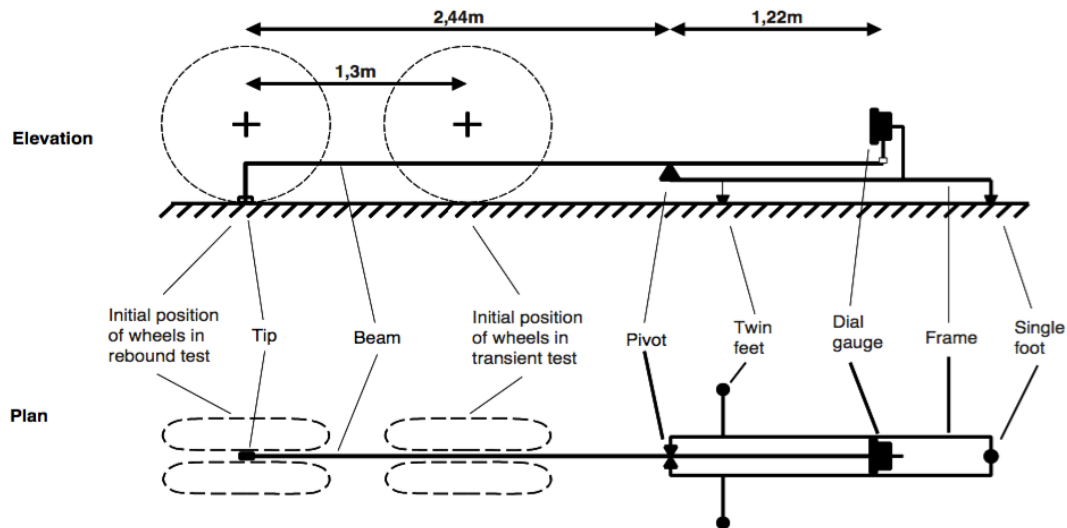 2,44m
1,22m
1,3m
Elevation
Initial position
of wheels in
rebound test
Tip
Beam
Initial position
of wheels in
transient test
Pivot
Twin
feet
Dial
gauge
Frame
Single
foot
Plan